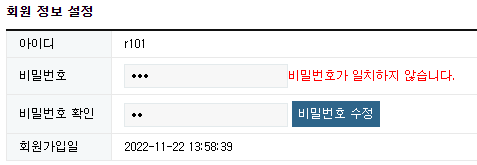 회원 정보 설정
아이디 r101
비밀번호 ••• 비밀번호가 일치하지 않습니다.
비밀번호 확인 •• 비밀번호 수정
회원가입일 2022-11-22 13:58:39